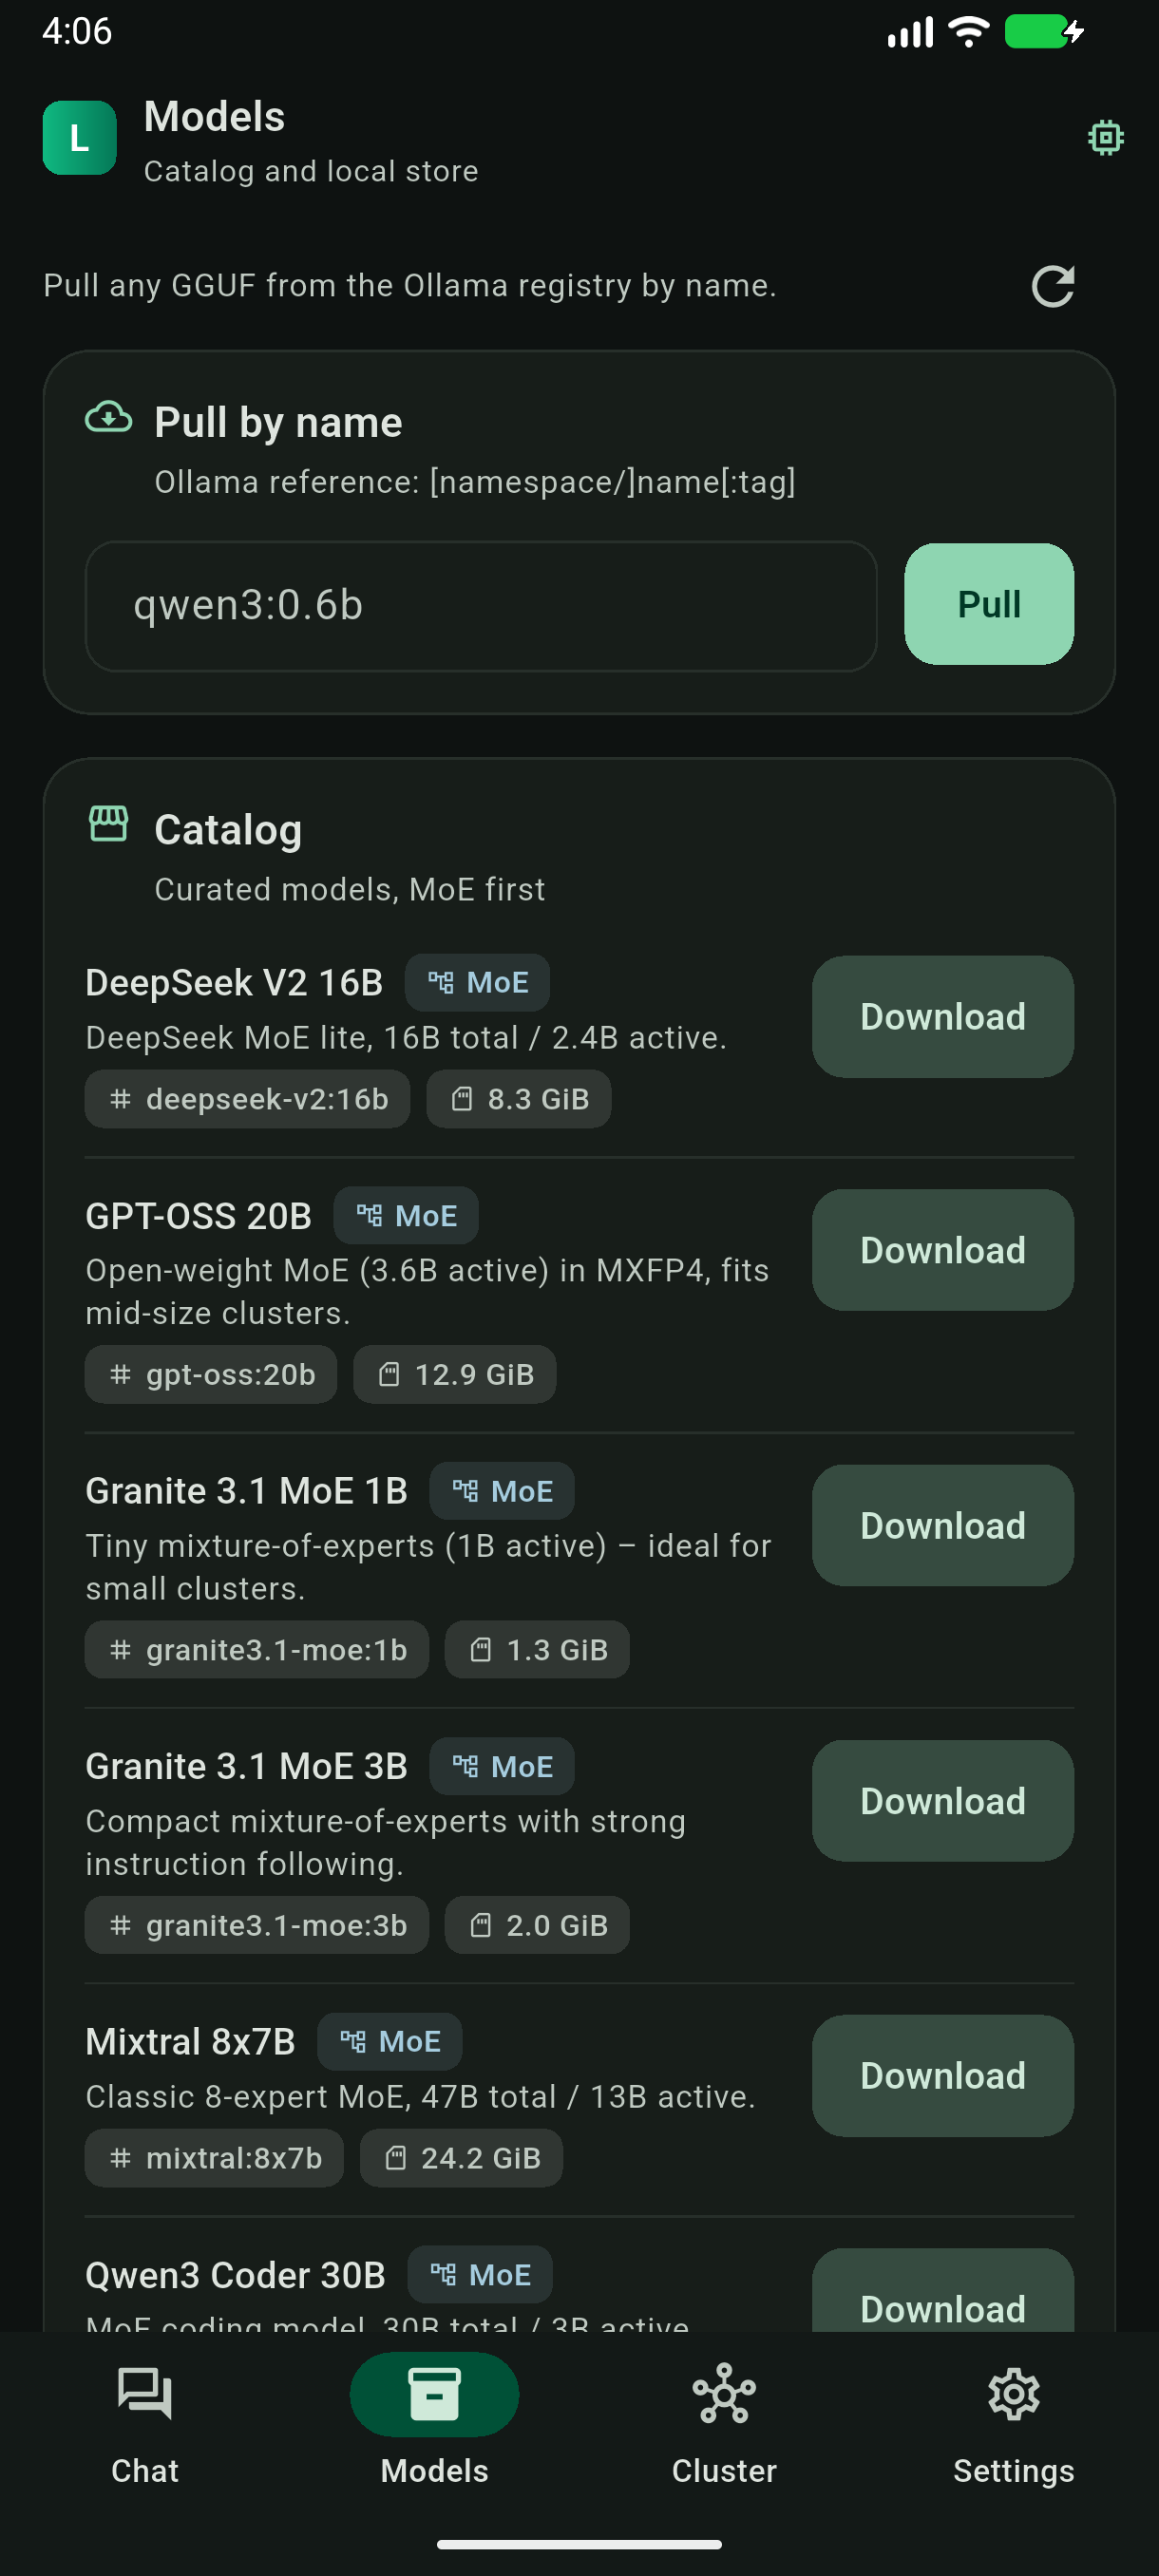 4:06
L
Models
Catalog and local store
Pull any GGUF from the Ollama registry by name.
Pull by name
Ollama reference: [namespace/]name[:tag]
qwen3:0.6b
Pull
Catalog
Curated models, MoE first
DeepSeek V2 16B MoE
Download
DeepSeek MoE lite, 16B total / 2.4B active.
# deepseek-v2:16b 8.3 GiB
GPT-OSS 20B MoE
Download
Open-weight MoE (3.6B active) in MXFP4, fits
mid-size clusters.
# gpt-oss:20b 12.9 GiB
Granite 3.1 MoE 1B MoE
Download
Tiny mixture-of-experts (1B active) – ideal for
small clusters.
# granite3.1-moe:1b 1.3 GiB
Granite 3.1 MoE 3B MoE
Download
Compact mixture-of-experts with strong
instruction following.
# granite3.1-moe:3b 2.0 GiB
Mixtral 8x7B MoE
Download
Classic 8-expert MoE, 47B total / 13B active.
# mixtral:8x7b 24.2 GiB
Qwen3 Coder 30B MoE
Download
MoE coding model, 30B total / 3B active
Chat Models Cluster Settings